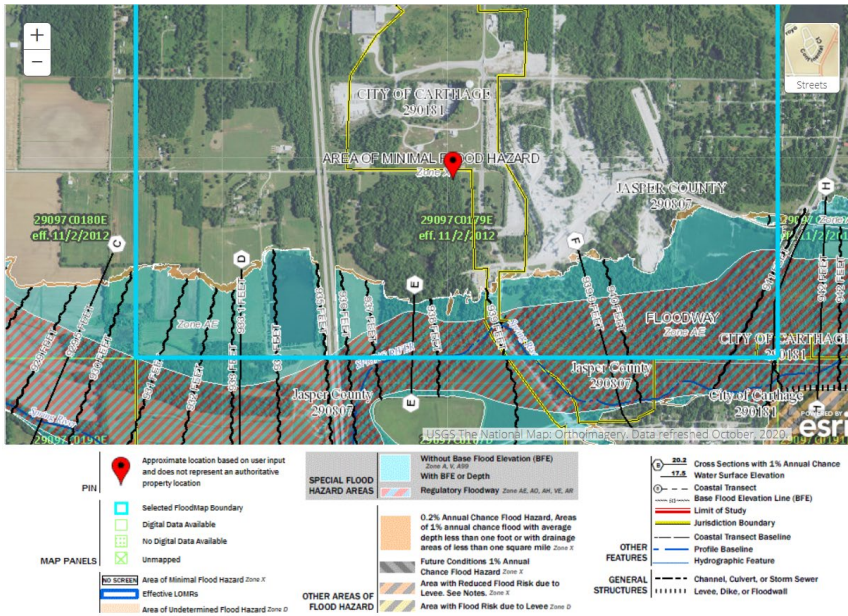 +
−
Streets
CITY OF CARTHAGE
290181
AREA OF MINIMAL FLOOD HAZARD
Zone X
JASPER COUNTY
290807
29097C0180E
eff. 11/2/2012
29097C0179E
eff. 11/2/2012
C
D
E
F
H
Zone AE
FLOODWAY
Zone AE
CITY OF CARTHAGE
290181
E
Spring River
Jasper County
290807
Jasper County
290807
City of Carthage
290181
POWERED BY
esri
USGS The National Map: Orthoimagery. Data refreshed October, 2020.
PIN
Approximate location based on user input
and does not represent an authoritative
property location
MAP PANELS
Selected FloodMap Boundary
Digital Data Available
No Digital Data Available
Unmapped
NO SCREEN Area of Minimal Flood Hazard Zone X
Effective LOMRs
Area of Undetermined Flood Hazard Zone D
SPECIAL FLOOD
HAZARD AREAS
Without Base Flood Elevation (BFE)
Zone A, V, A99
With BFE or Depth
Regulatory Floodway Zone AE, AO, AH, VE, AR
OTHER AREAS OF
FLOOD HAZARD
0.2% Annual Chance Flood Hazard, Areas
of 1% annual chance flood with average
depth less than one foot or with drainage
areas of less than one square mile Zone X
Future Conditions 1% Annual
Chance Flood Hazard Zone X
Area with Reduced Flood Risk due to
Levee. See Notes. Zone X
Area with Flood Risk due to Levee Zone D
OTHER
FEATURES
20.2
Cross Sections with 1% Annual Chance
17.5 Water Surface Elevation
Coastal Transect
Base Flood Elevation Line (BFE)
Limit of Study
Jurisdiction Boundary
Coastal Transect Baseline
Profile Baseline
Hydrographic Feature
GENERAL
STRUCTURES
Channel, Culvert, or Storm Sewer
Levee, Dike, or Floodwall